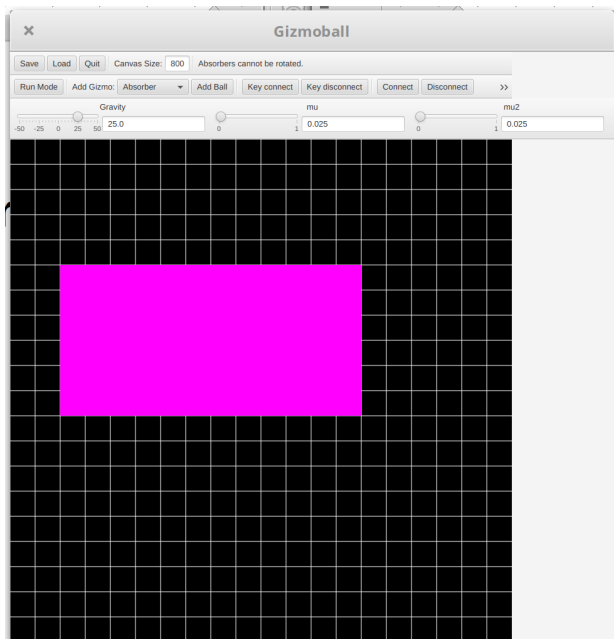 Gizmoball
Save Load Quit Canvas Size: 800 Absorbers cannot be rotated.
Run Mode Add Gizmo: Absorber Add Ball Key connect Key disconnect Connect Disconnect >>
Gravity mu mu2
25.0 0.025 0.025
-50 -25 0 25 50 0 1 0 1